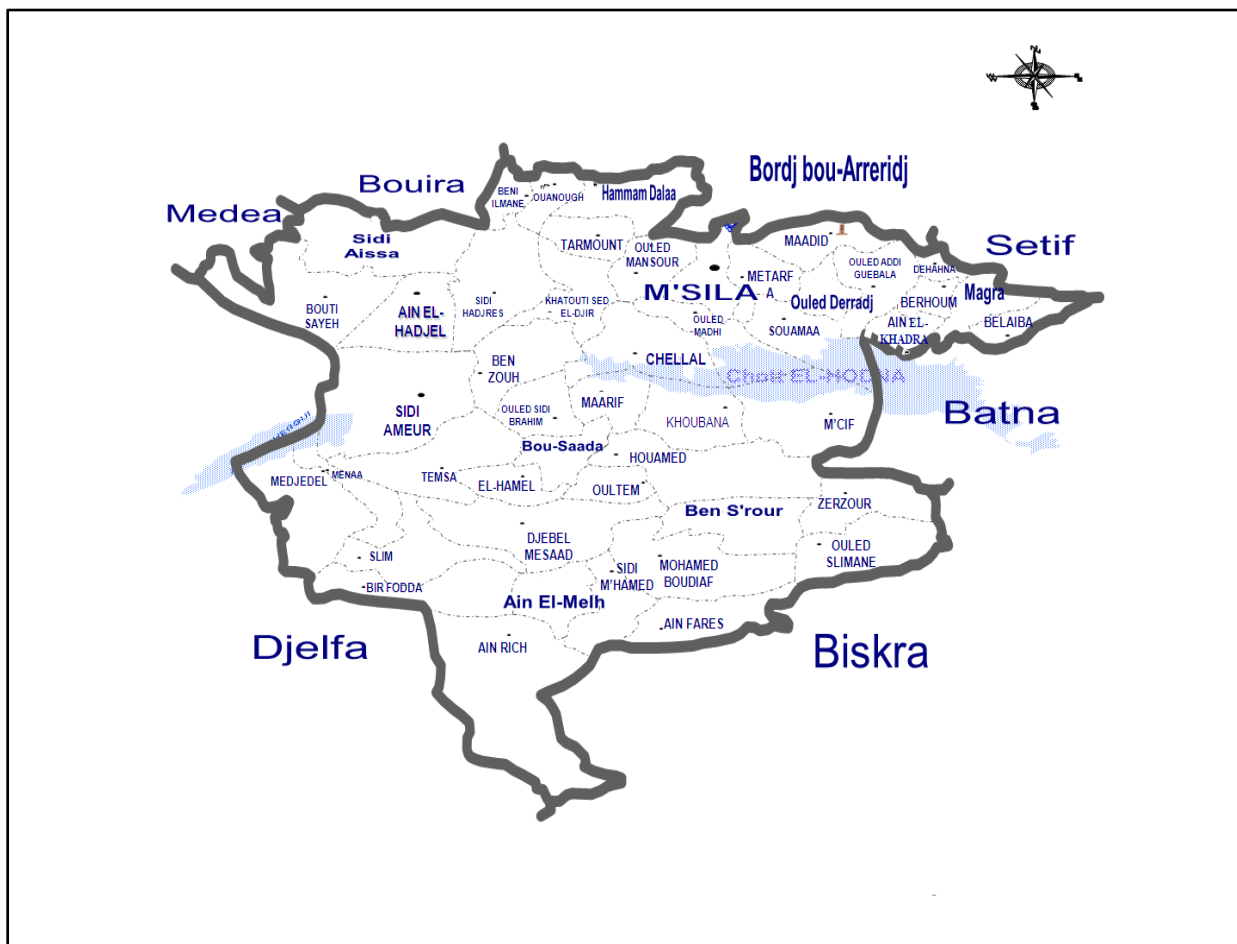 N
W
S
Bordj bou-Arreridj
Bouira
Medea
Setif
Batna
Biskra
Djelfa
BENI
ILMANE
OUANOUGH
Hammam Dalaa
Sidi
Aissa
TARMOUNT
OULED
MANSOUR
MAADID
OULED ADDI
GUEBALA
DEHAHNA
M'SILA
METARF
A
Ouled Derradj
BERHOUM
Magra
BELAIBA
AIN EL-
KHADRA
BOUTI
SAYEH
AIN EL-
HADJEL
SIDI
HADJRES
KHATOUTI SED
EL-DJIR
OULED
MADHI
SOUAMAA
CHELLAL
Chott EL-HODNA
BEN
ZOUH
MAARIF
SIDI
AMEUR
OULED SIDI
BRAHIM
KHOUBANA
M'CIF
Bou-Saada
HOUAMED
MEDJEDEL
MENAA
TEMSA
EL-HAMEL
OULTEM
ZERZOUR
Ben S'rour
DJEBEL
MESAAD
OULED
SLIMANE
SLIM
SIDI
M'HAMED
MOHAMED
BOUDIAF
BIR FODDA
Ain El-Melh
AIN FARES
AIN RICH